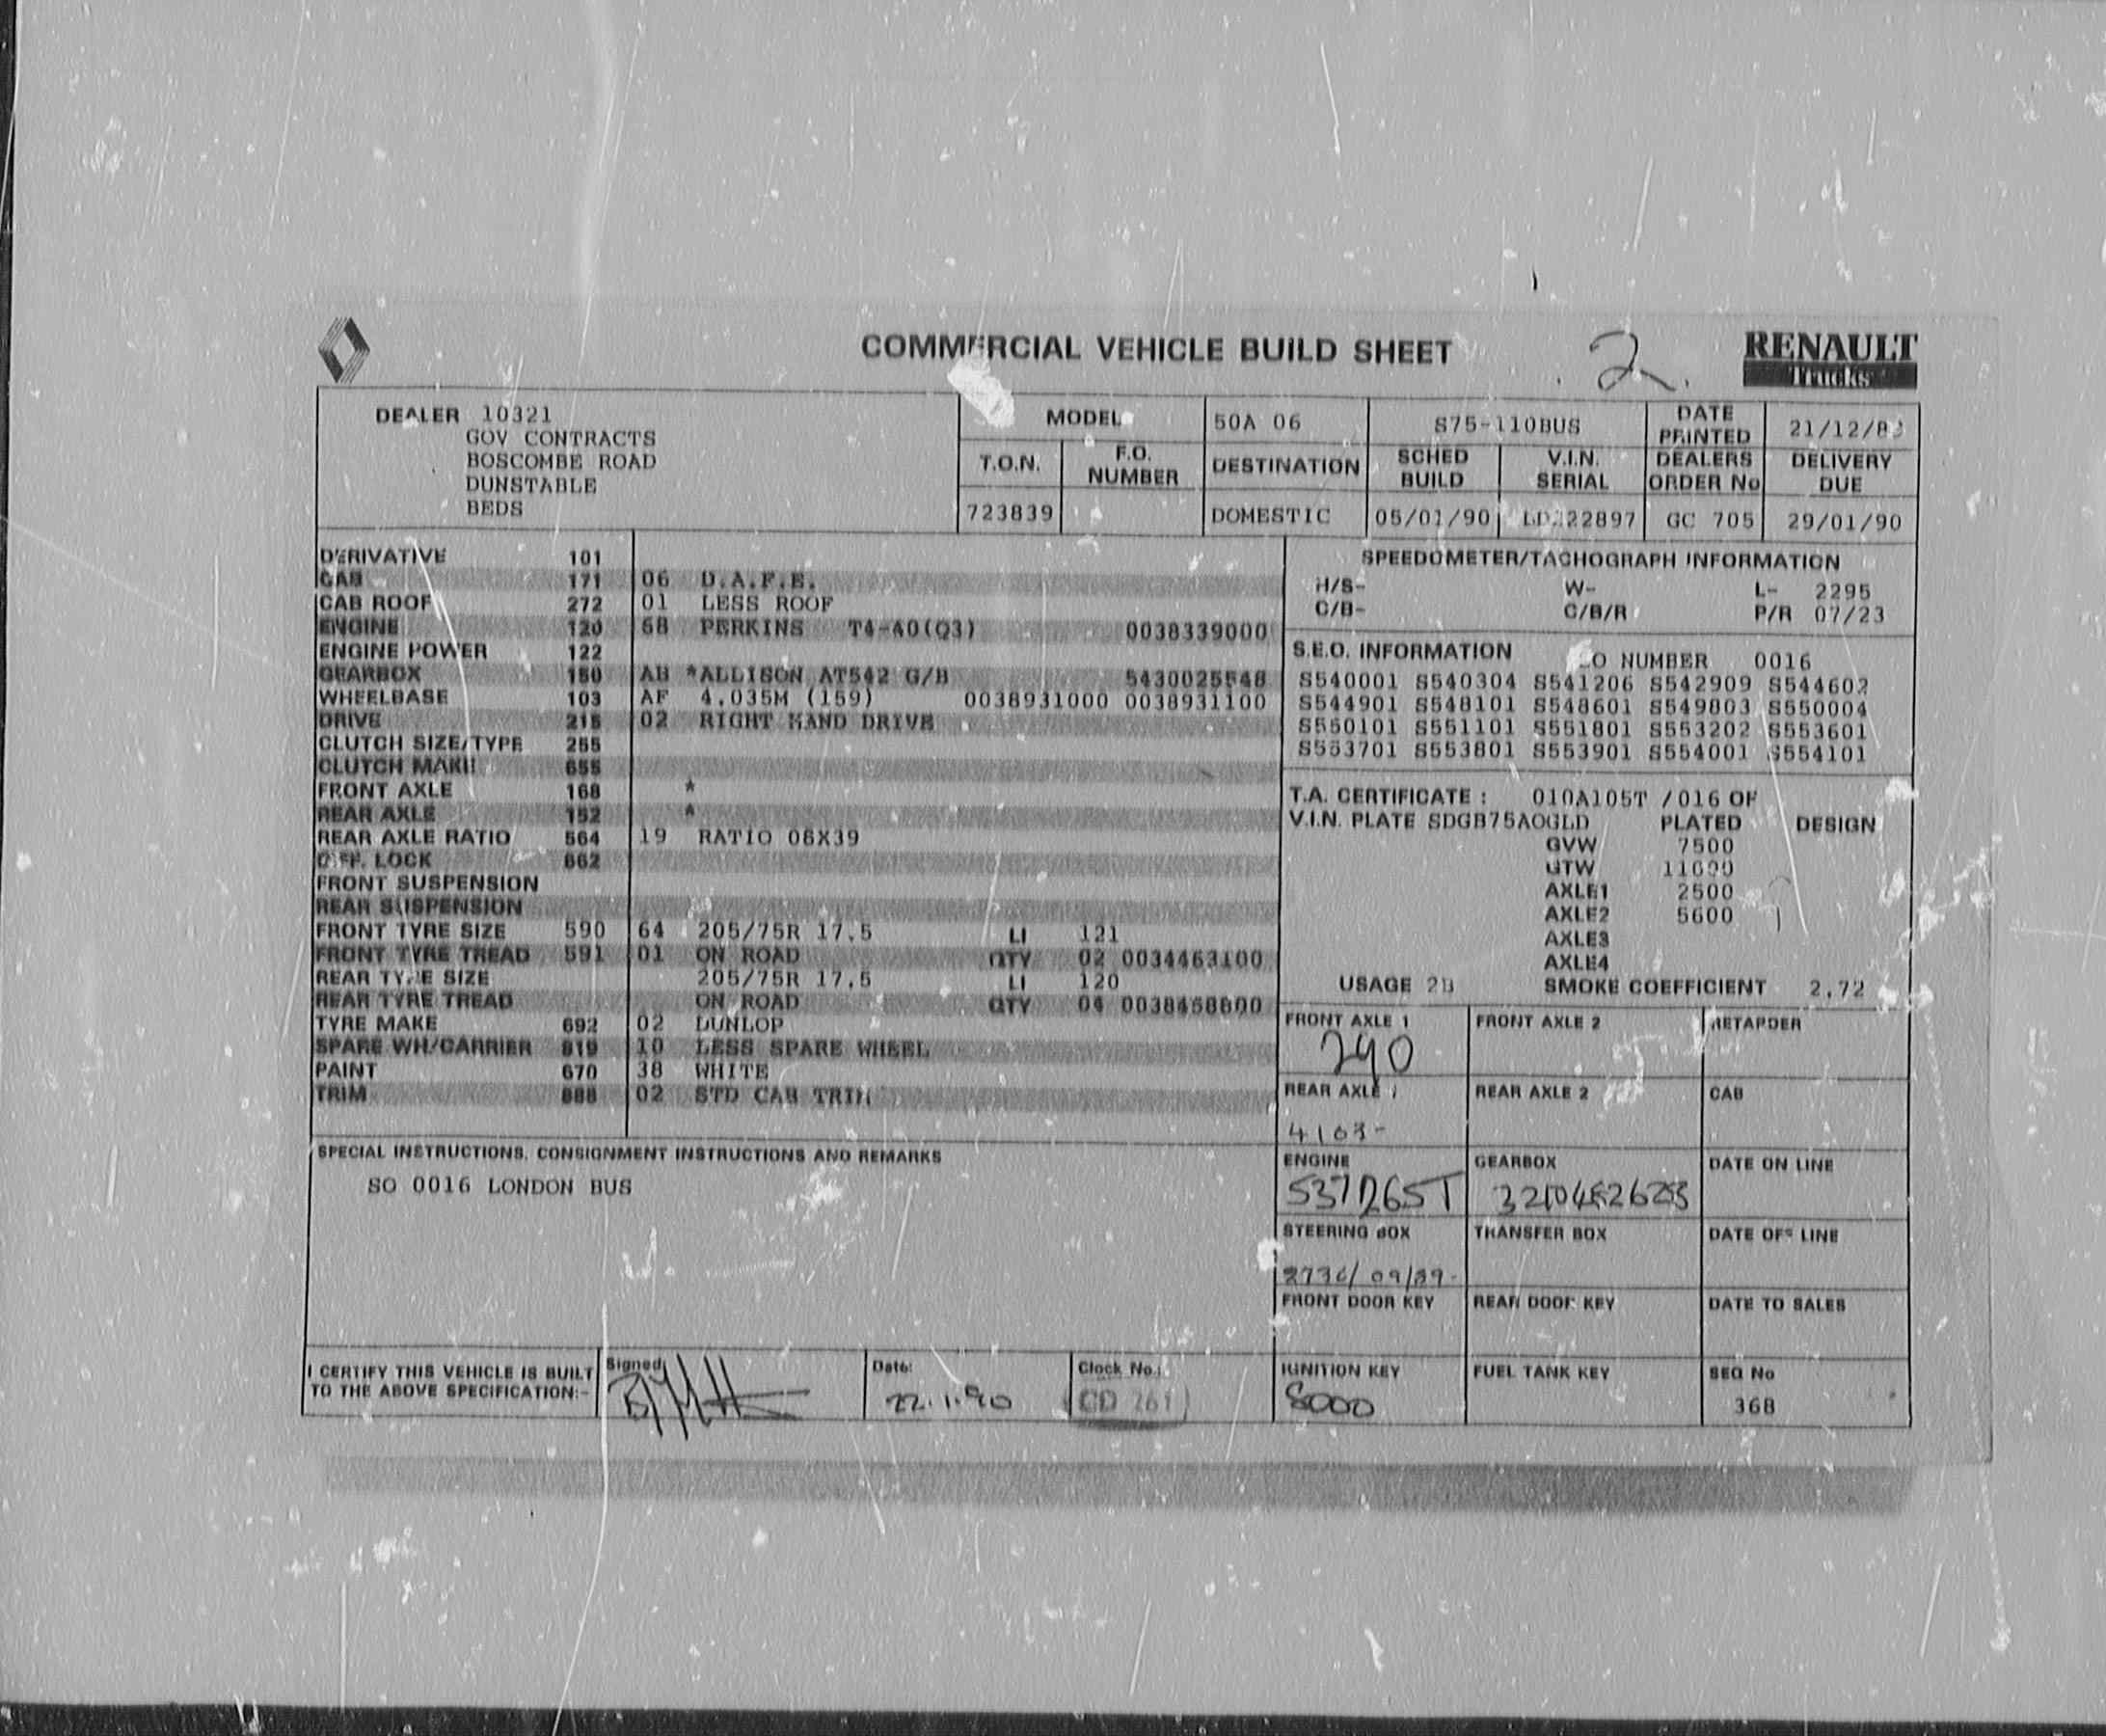 COMMERCIAL VEHICLE BUILD SHEET 2. RENAULT
Trucks
DEALER 10321
GOV CONTRACTS
BOSCOMBE ROAD
DUNSTABLE
BEDS
MODEL 50A 06 S75-110BUS DATE PRINTED
T.O.N. F.O. NUMBER DESTINATION SCHED BUILD V.I.N. SERIAL DEALERS ORDER No DELIVERY DUE
723839 DOMESTIC 05/01/90 GC 705 29/01/90
DERIVATIVE 101
CAB 171 06 D.A.F.E.
CAB ROOF 272 01 LESS ROOF
ENGINE 120 68 PERKINS T4-40(Q3) 0038339000
ENGINE POWER 122
GEARBOX 150 AB *ALLISON AT542 G/B 5430025548
WHEELBASE 103 AF 4.035M (159) 0038931000 0038931100
DRIVE 215 02 RIGHT HAND DRIVE
CLUTCH SIZE/TYPE 255
CLUTCH MAKE 655
FRONT AXLE 168 *
REAR AXLE 152 *
REAR AXLE RATIO 564 19 RATIO 06X39
DIFF. LOCK 662
FRONT SUSPENSION
REAR SUSPENSION
FRONT TYRE SIZE 590 64 205/75R 17.5 LI 121
FRONT TYRE TREAD 591 01 ON ROAD QTY 02 0034463100
REAR TYRE SIZE 205/75R 17.5 LI 120
REAR TYRE TREAD ON ROAD QTY 04 0038458800
TYRE MAKE 692 02 DUNLOP
SPARE WH/CARRIER 819 10 LESS SPARE WHEEL
PAINT 670 38 WHITE
TRIM 888 02 STD CAB TRIM
SPEEDOMETER/TACHOGRAPH INFORMATION
H/S- W- L- 2295
C/B- C/B/R P/R 07/23
S.E.O. INFORMATION NUMBER 0016
S540001 S540304 S541206 S542909 S544602
S544901 S548101 S548601 S549803 S550004
S550101 S551101 S551801 S553202 S553601
S553701 S553801 S553901 S554001 S554101
T.A. CERTIFICATE : 010A105T /016 OF
V.I.N. PLATE SDGB75AOGLD PLATED DESIGN
GVW 7500
GTW
AXLE1 2500
AXLE2 5600
AXLE3
AXLE4
USAGE 2B SMOKE COEFFICIENT 2.72
FRONT AXLE 1 FRONT AXLE 2 RETARDER
290
REAR AXLE 1 REAR AXLE 2 CAB
4103-
ENGINE GEARBOX DATE ON LINE
STEERING BOX TRANSFER BOX DATE OFF LINE
FRONT DOOR KEY REAR DOOR KEY DATE TO SALES
IGNITION KEY FUEL TANK KEY SEQ No
8000 368
SPECIAL INSTRUCTIONS, CONSIGNMENT INSTRUCTIONS AND REMARKS
SO 0016 LONDON BUS
I CERTIFY THIS VEHICLE IS BUILT
TO THE ABOVE SPECIFICATION:-
Signed
Date:
22.1.90
Clock No.:
CD 761